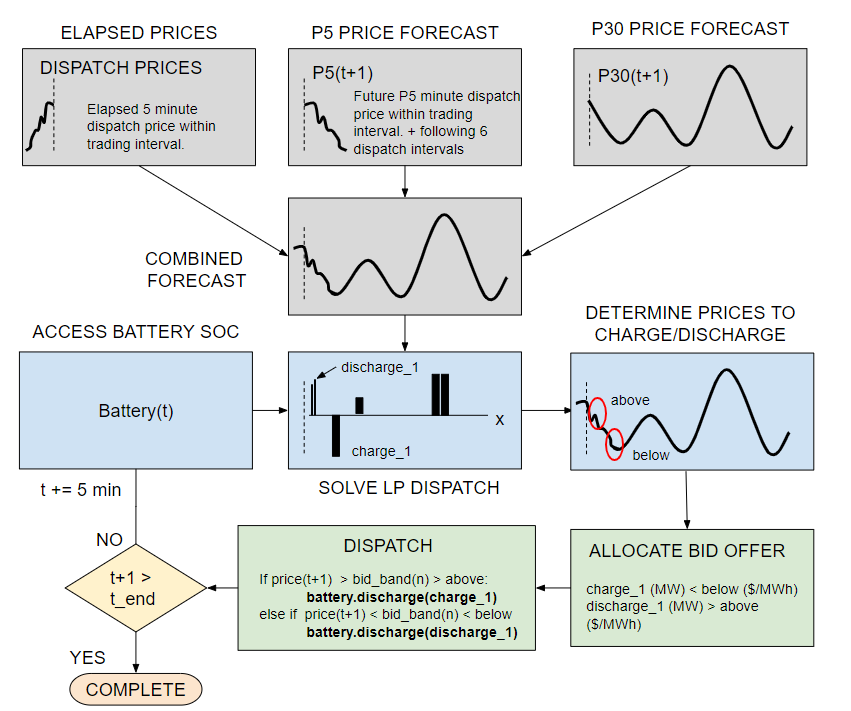 ELAPSED PRICES
P5 PRICE FORECAST
P30 PRICE FORECAST
DISPATCH PRICES
Elapsed 5 minute
dispatch price within
trading interval.
P5(t+1)
Future P5 minute dispatch
price within trading
interval. + following 6
dispatch intervals
P30(t+1)
COMBINED
FORECAST
ACCESS BATTERY SOC
Battery(t)
discharge_1
x
charge_1
SOLVE LP DISPATCH
DETERMINE PRICES TO
CHARGE/DISCHARGE
above
below
ALLOCATE BID OFFER
charge_1 (MW) < below ($/MWh)
discharge_1 (MW) > above
($/MWh)
DISPATCH
If price(t+1) > bid_band(n) > above:
battery.discharge(charge_1)
else if price(t+1) < bid_band(n) < below
battery.discharge(discharge_1)
t += 5 min
NO
t+1 >
t_end
YES
COMPLETE